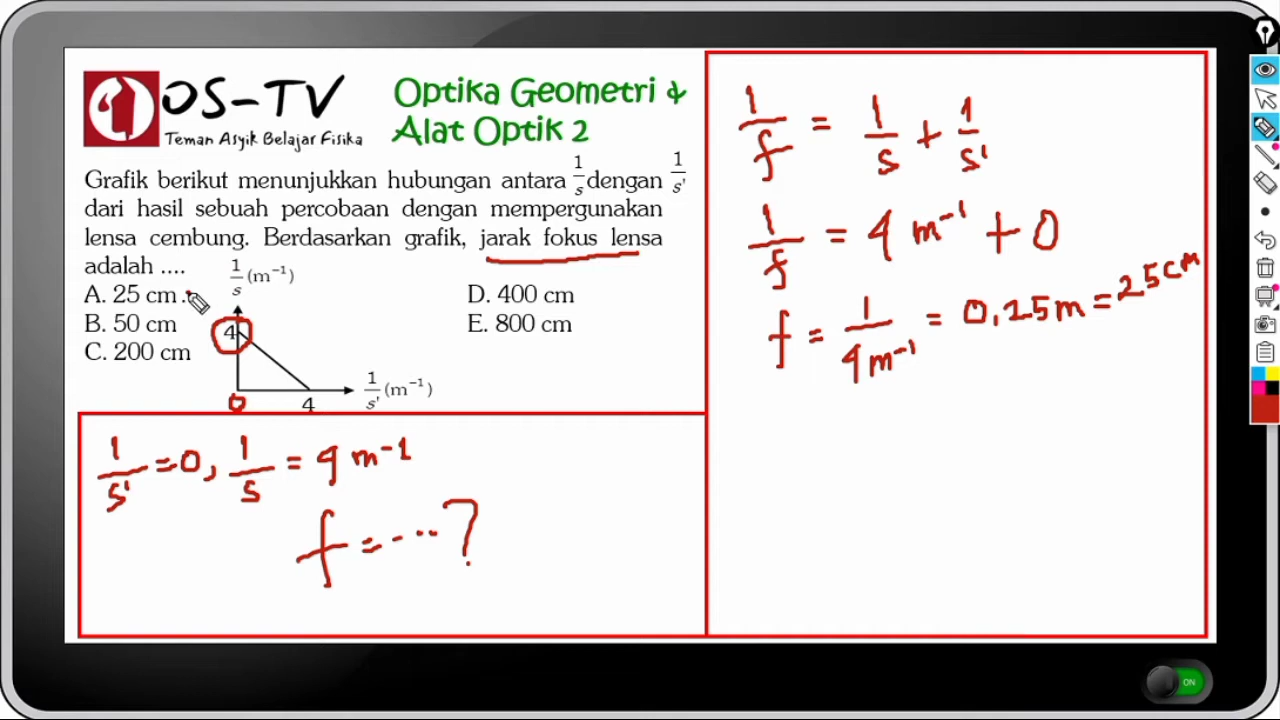 OS-TV
Teman Asyik Belajar Fisika
Optika Geometri &
Alat Optik 2
Grafik berikut menunjukkan hubungan antara 1/s dengan 1/s'
dari hasil sebuah percobaan dengan mempergunakan
lensa cembung. Berdasarkan grafik, jarak fokus lensa
adalah ....
A. 25 cm
B. 50 cm
C. 200 cm
D. 400 cm
E. 800 cm
1/s (m⁻¹)
4
0
4
1/s' (m⁻¹)
1/s' = 0, 1/s = 4 m⁻¹
f = ... ?
1/f = 1/s + 1/s'
1/f = 4 m⁻¹ + 0
f = 1/4m⁻¹ = 0,25m = 25cm
ON